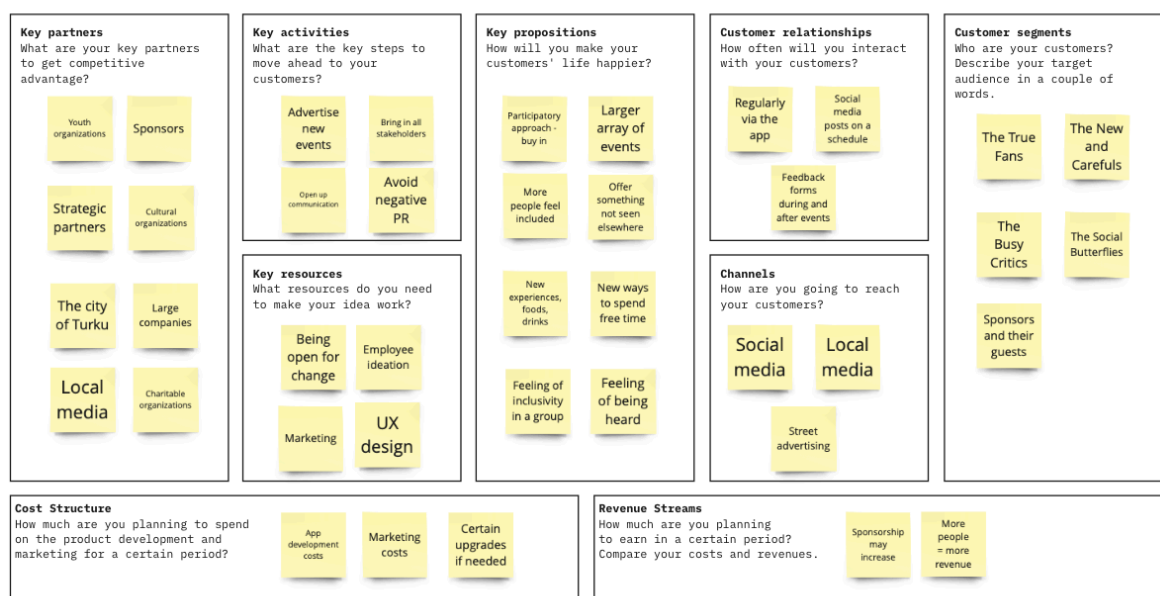 Key partners
What are your key partners
to get competitive
advantage?
Youth
organizations
Sponsors
Strategic
partners
Cultural
organizations
The city
of Turku
Large
companies
Local
media
Charitable
organizations
Key activities
What are the key steps to
move ahead to your
customers?
Advertise
new
events
Bring in all
stakeholders
Open up
communication
Avoid
negative
PR
Key resources
What resources do you need
to make your idea work?
Being
open for
change
Employee
ideation
Marketing
UX
design
Key propositions
How will you make your
customers' life happier?
Participatory
approach -
buy in
Larger
array of
events
More
people feel
included
Offer
something
not seen
elsewhere
New
experiences,
foods,
drinks
New ways
to spend
free time
Feeling of
inclusivity
in a group
Feeling
of being
heard
Customer relationships
How often will you interact
with your customers?
Regularly
via the
app
Social
media
posts on a
schedule
Feedback
forms
during and
after events
Channels
How are you going to reach
your customers?
Social
media
Local
media
Street
advertising
Customer segments
Who are your customers?
Describe your target
audience in a couple of
words.
The True
Fans
The New
and
Carefuls
The
Busy
Critics
The Social
Butterflies
Sponsors
and their
guests
Cost Structure
How much are you planning to spend
on the product development and
marketing for a certain period?
App
development
costs
Marketing
costs
Certain
upgrades
if needed
Revenue Streams
How much are you planning
to earn in a certain period?
Compare your costs and revenues.
Sponsorship
may
increase
More
people
= more
revenue